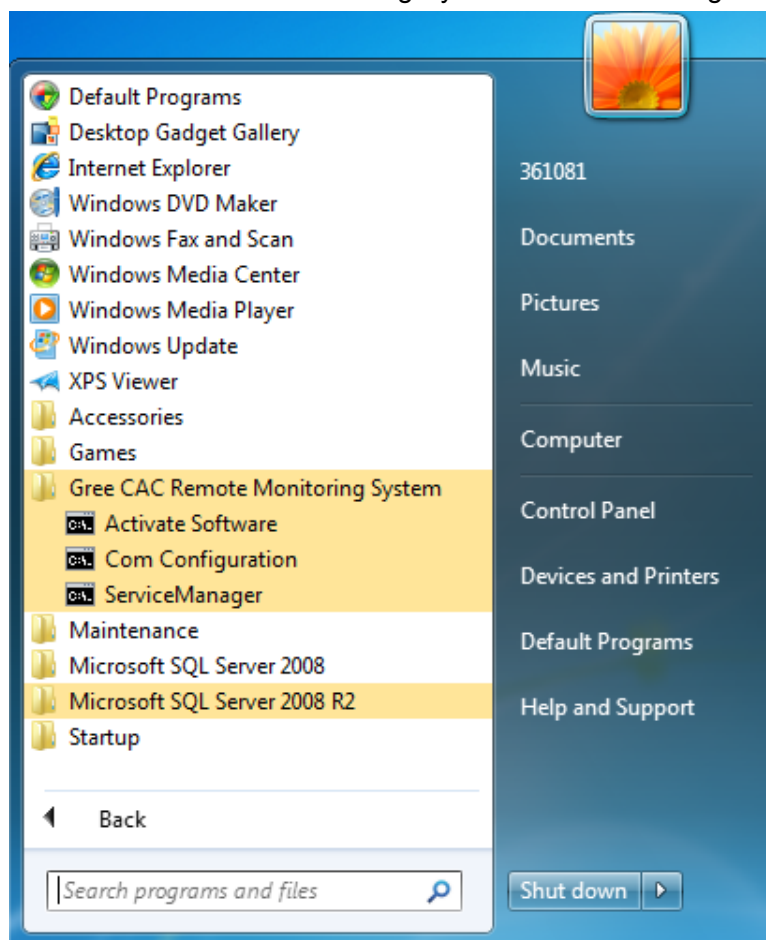 Default Programs
Desktop Gadget Gallery
Internet Explorer
Windows DVD Maker
Windows Fax and Scan
Windows Media Center
Windows Media Player
Windows Update
XPS Viewer
Accessories
Games
Gree CAC Remote Monitoring System
Activate Software
Com Configuration
ServiceManager
Maintenance
Microsoft SQL Server 2008
Microsoft SQL Server 2008 R2
Startup
Back
Search programs and files
361081
Documents
Pictures
Music
Computer
Control Panel
Devices and Printers
Default Programs
Help and Support
Shut down